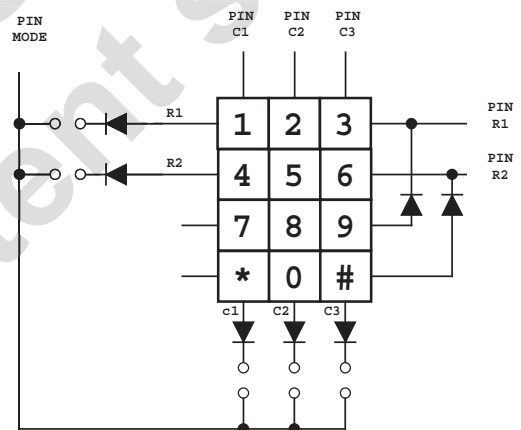 PIN
MODE
PIN
C1
PIN
C2
PIN
C3
R1
1 2 3
PIN
R1
R2
4 5 6
PIN
R2
7 8 9
* 0 #
c1 C2 C3